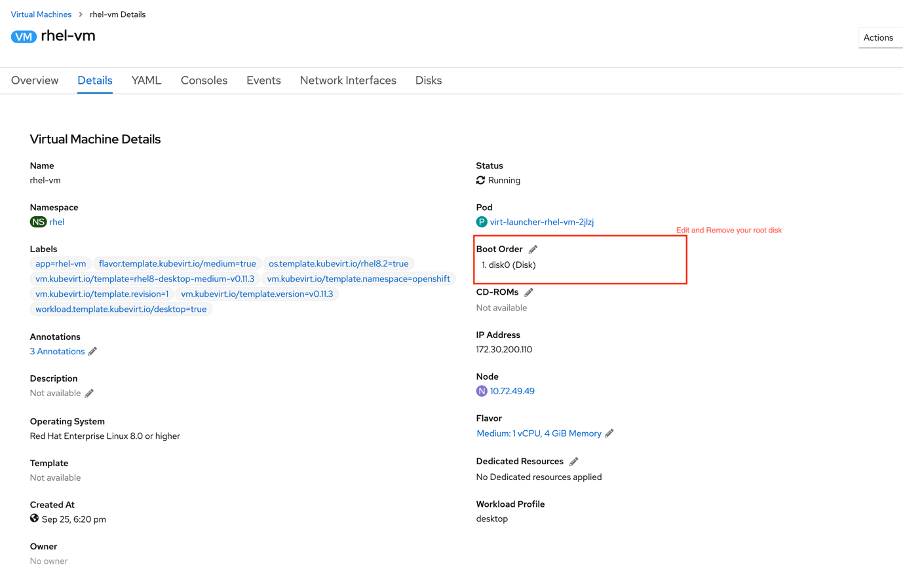 Virtual Machines > rhel-vm Details
VM rhel-vm
Actions
Overview Details YAML Consoles Events Network Interfaces Disks
Virtual Machine Details
Name
rhel-vm
Namespace
NS rhel
Labels
app=rhel-vm flavor.template.kubevirt.io/medium=true os.template.kubevirt.io/rhel8.2=true
vm.kubevirt.io/template=rhel8-desktop-medium-v0.11.3 vm.kubevirt.io/template.namespace=openshift
vm.kubevirt.io/template.revision=1 vm.kubevirt.io/template.version=v0.11.3
workload.template.kubevirt.io/desktop=true
Annotations
3 Annotations
Description
Not available
Operating System
Red Hat Enterprise Linux 8.0 or higher
Template
Not available
Created At
Sep 25, 6:20 pm
Owner
No owner
Status
Running
Pod
P virt-launcher-rhel-vm-2jlzj
Edit and Remove your root disk
Boot Order
1. disk0 (Disk)
CD-ROMs
Not available
IP Address
172.30.200.110
Node
N 10.72.49.49
Flavor
Medium: 1 vCPU, 4 GiB Memory
Dedicated Resources
No Dedicated resources applied
Workload Profile
desktop